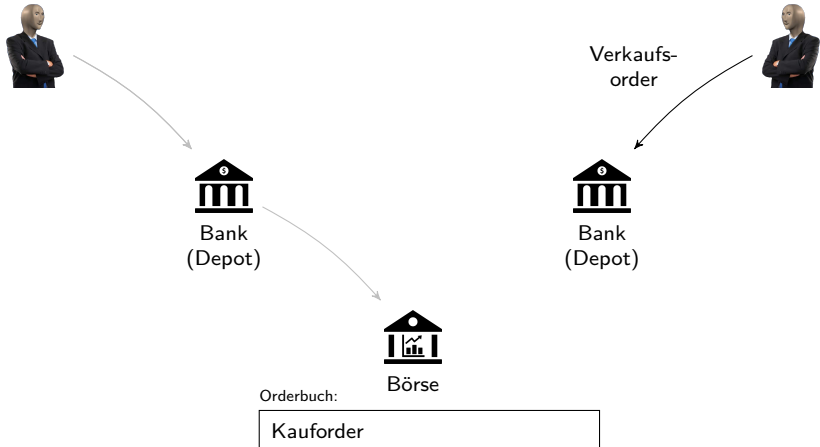 Verkaufs-
order
Bank
(Depot)
Bank
(Depot)
Börse
Orderbuch:
Kauforder